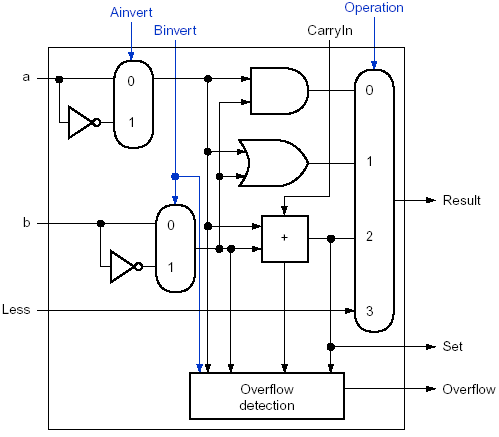 Ainvert
Operation
Binvert
CarryIn
a
0
1
0
1
b
0
1
+
2
Less
3
Result
Set
Overflow
detection
Overflow